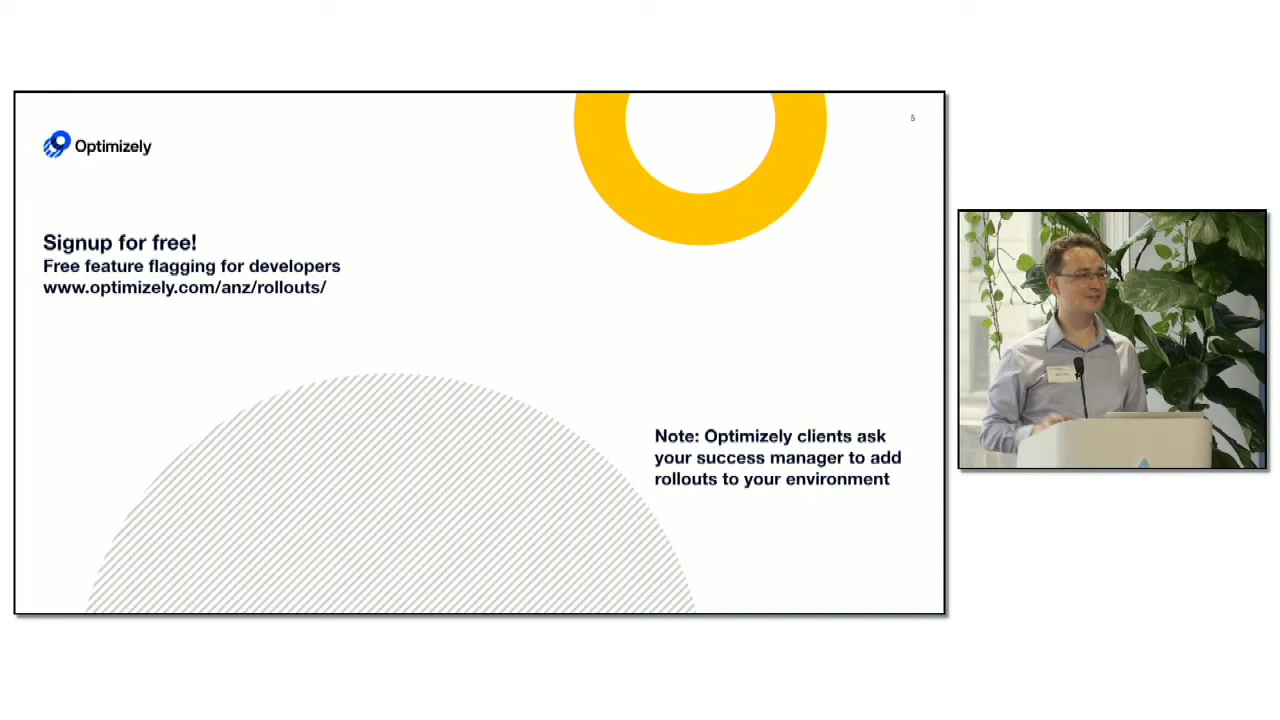 5
Optimizely
Signup for free!
Free feature flagging for developers
www.optimizely.com/anz/rollouts/
Note: Optimizely clients ask
your success manager to add
rollouts to your environment